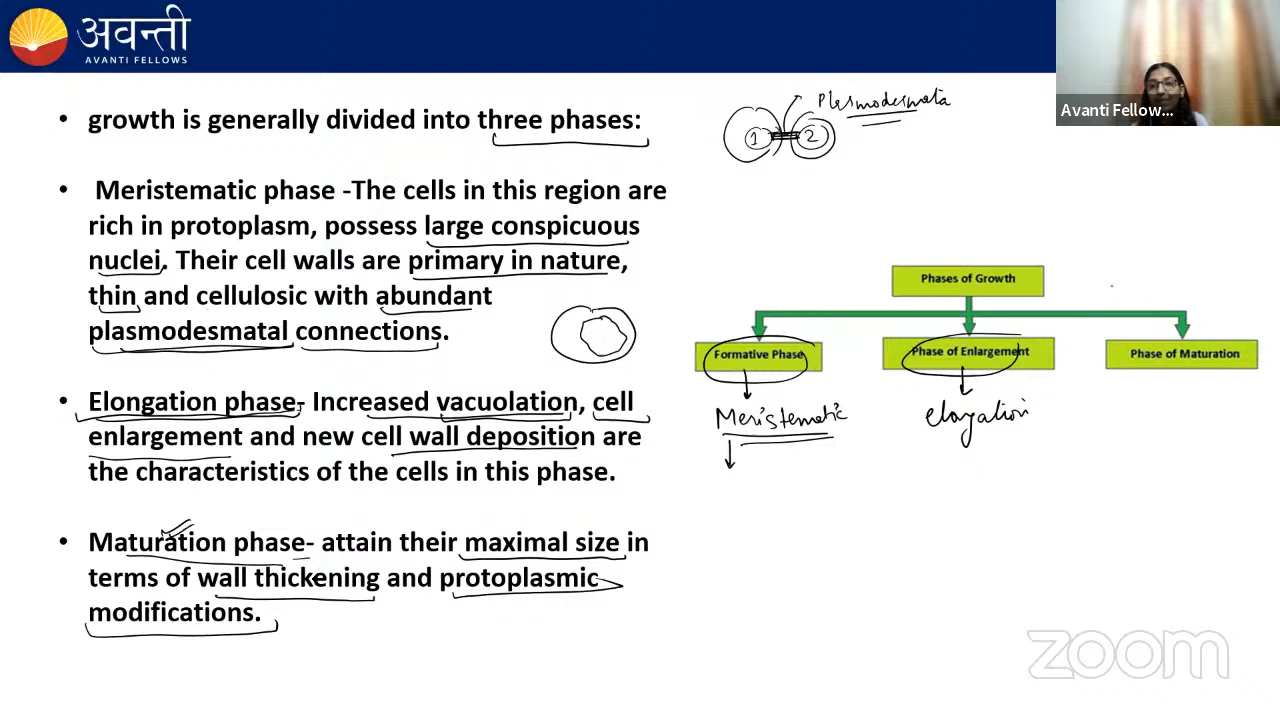 अवन्ती
AVANTI FELLOWS
Avanti Fellow...
• growth is generally divided into three phases:
• Meristematic phase -The cells in this region are
rich in protoplasm, possess large conspicuous
nuclei. Their cell walls are primary in nature,
thin and cellulosic with abundant
plasmodesmatal connections.
• Elongation phase- Increased vacuolation, cell
enlargement and new cell wall deposition are
the characteristics of the cells in this phase.
• Maturation phase- attain their maximal size in
terms of wall thickening and protoplasmic
modifications.
Plasmodesmata
1 2
Phases of Growth
Formative Phase
Phase of Enlargement
Phase of Maturation
Meristematic
elongation
zoom